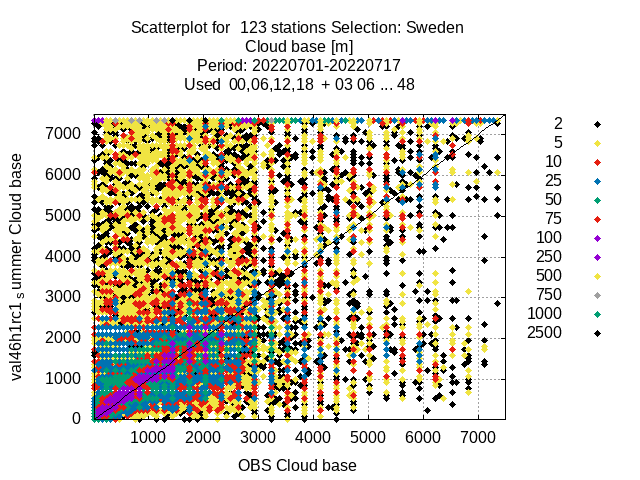 Scatterplot for 123 stations Selection: Sweden
Cloud base [m]
Period: 20220701-20220717
Used 00,06,12,18 + 03 06 ... 48
val46h1rc1 summer Cloud base
7000
6000
5000
4000
3000
2000
1000
0
1000 2000 3000 4000 5000 6000 7000
OBS Cloud base
2
5
10
25
50
75
100
250
500
750
1000
2500